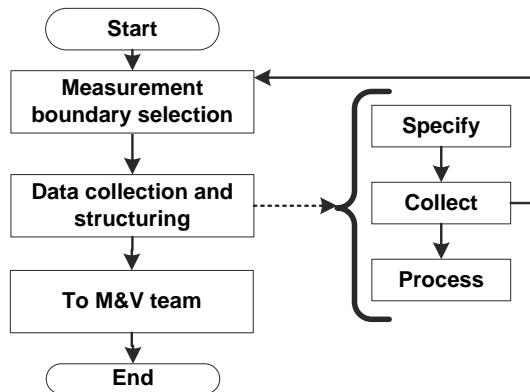 Start
Measurement
boundary selection
Data collection and
structuring
To M&V team
End
Specify
Collect
Process